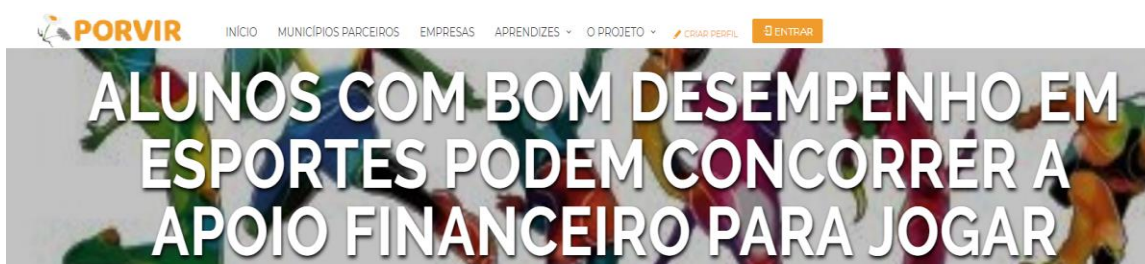 PORVIR INÍCIO MUNICÍPIOS PARCEIROS EMPRESAS APRENDIZES O PROJETO CRIAR PERFIL ENTRAR
ALUNOS COM BOM DESEMPENHO EM
ESPORTES PODEM CONCORRER A
APOIO FINANCEIRO PARA JOGAR